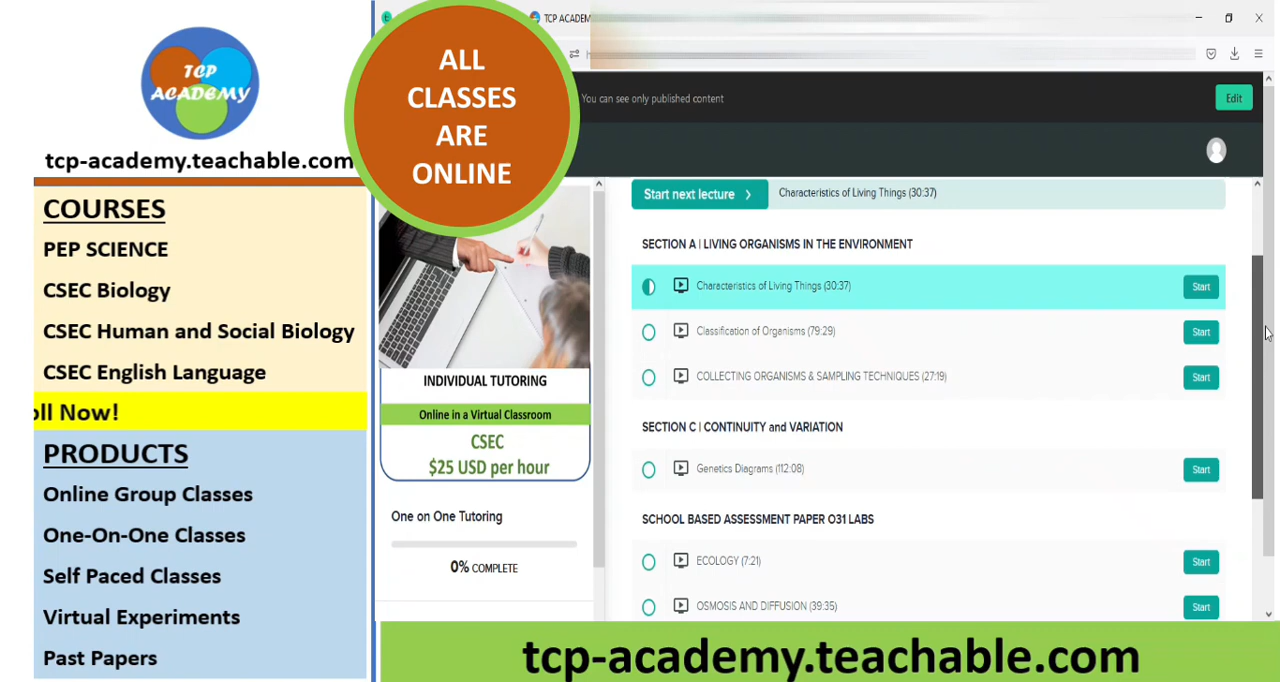 TCP
ACADEMY
tcp-academy.teachable.com
COURSES
PEP SCIENCE
CSEC Biology
CSEC Human and Social Biology
CSEC English Language
oll Now!
PRODUCTS
Online Group Classes
One-On-One Classes
Self Paced Classes
Virtual Experiments
Past Papers
ALL
CLASSES
ARE
ONLINE
TCP ACADEM
You can see only published content
Edit
INDIVIDUAL TUTORING
Online in a Virtual Classroom
CSEC
$25 USD per hour
One on One Tutoring
0% COMPLETE
Start next lecture > Characteristics of Living Things (30:37)
SECTION A | LIVING ORGANISMS IN THE ENVIRONMENT
Characteristics of Living Things (30:37) Start
Classification of Organisms (79:29) Start
COLLECTING ORGANISMS & SAMPLING TECHNIQUES (27:19) Start
SECTION C | CONTINUITY and VARIATION
Genetics Diagrams (112:08) Start
SCHOOL BASED ASSESSMENT PAPER O31 LABS
ECOLOGY (7:21) Start
OSMOSIS AND DIFFUSION (39:35) Start
tcp-academy.teachable.com